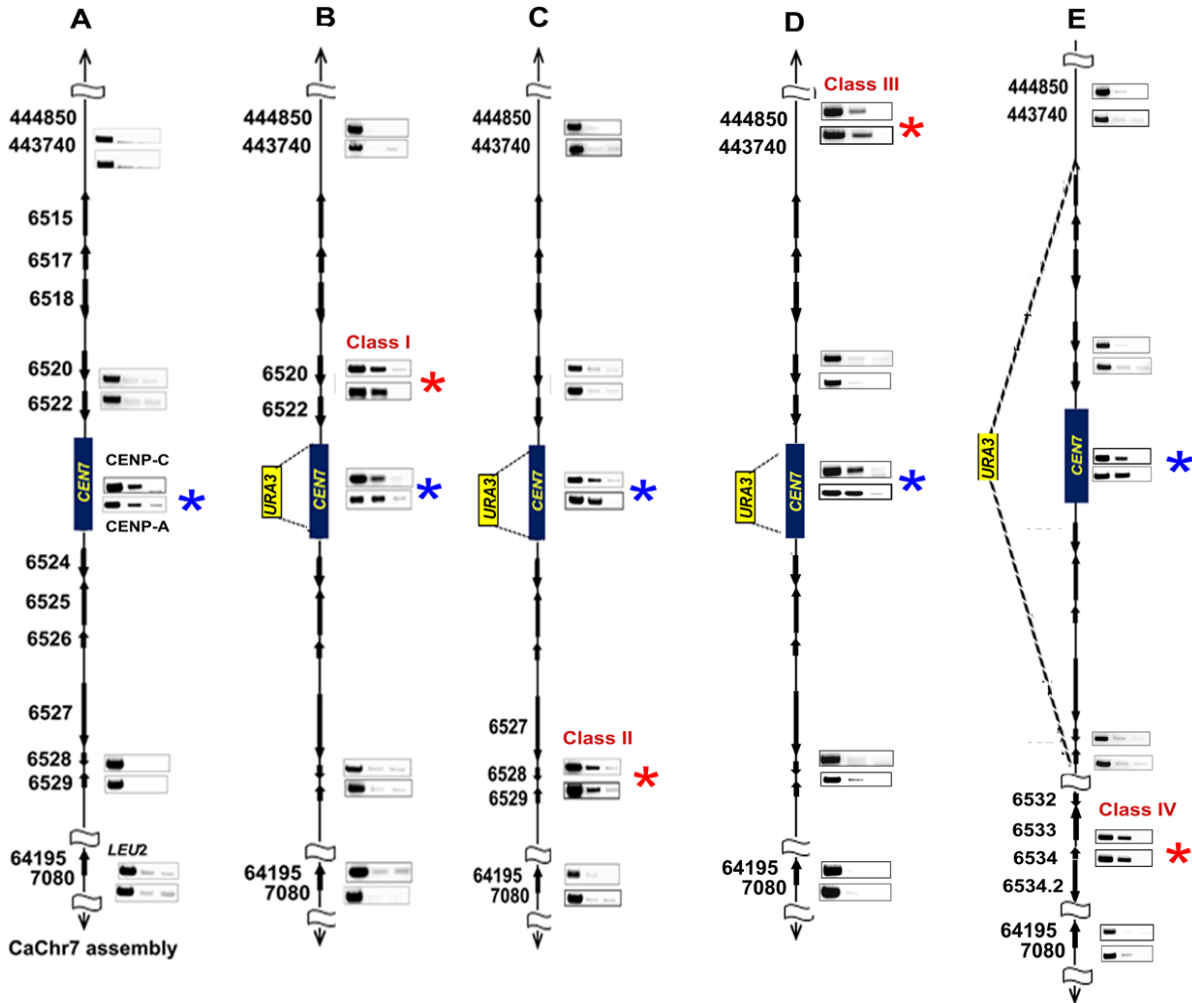 A
B
C
D
E
444850
443740
6515
6517
6518
6520
6522
CEN7
CENP-C
CENP-A
6524
6525
6526
6527
6528
6529
LEU2
64195
7080
CaChr7 assembly
444850
443740
Class I
6520
6522
URA3
CEN7
64195
7080
444850
443740
URA3
CEN7
6527
Class II
6528
6529
64195
7080
Class III
444850
443740
URA3
CEN7
64195
7080
444850
443740
URA3
CEN7
6532
Class IV
6533
6534
6534.2
64195
7080